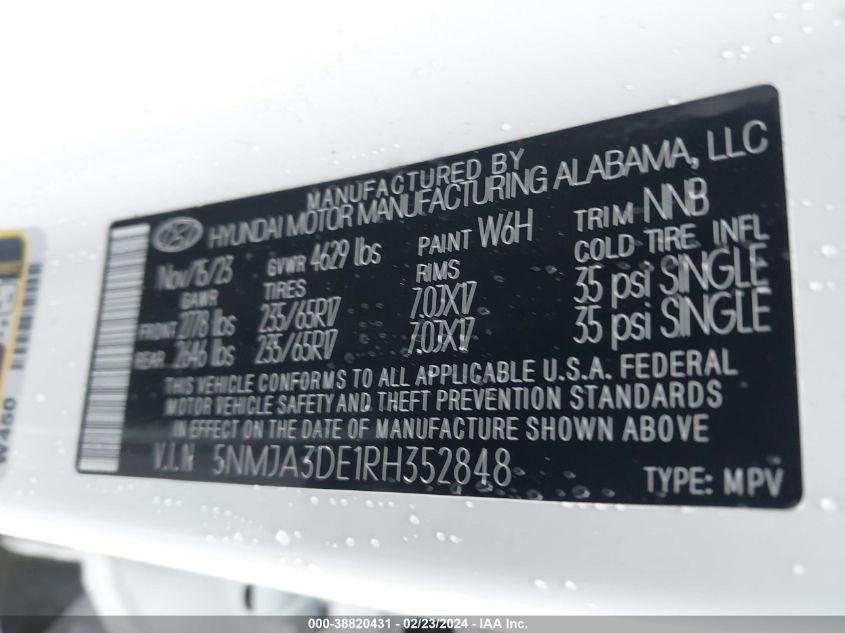 MANUFACTURED BY
HYUNDAI MOTOR MANUFACTURING ALABAMA, LLC
Nov/15/23 GVWR 4629 lbs PAINT W6H TRIM NNB
GAWR TIRES RIMS COLD TIRE INFL
FRONT 2778 lbs 235/65R17 7.0JX17 35 psi SINGLE
REAR 2646 lbs 235/65R17 7.0JX17 35 psi SINGLE
THIS VEHICLE CONFORMS TO ALL APPLICABLE U.S.A. FEDERAL
MOTOR VEHICLE SAFETY AND THEFT PREVENTION STANDARDS
IN EFFECT ON THE DATE OF MANUFACTURE SHOWN ABOVE
V.I.N 5NMJA3DE1RH352848 TYPE: MPV
W450
000-38820431 - 02/23/2024 - IAA Inc.